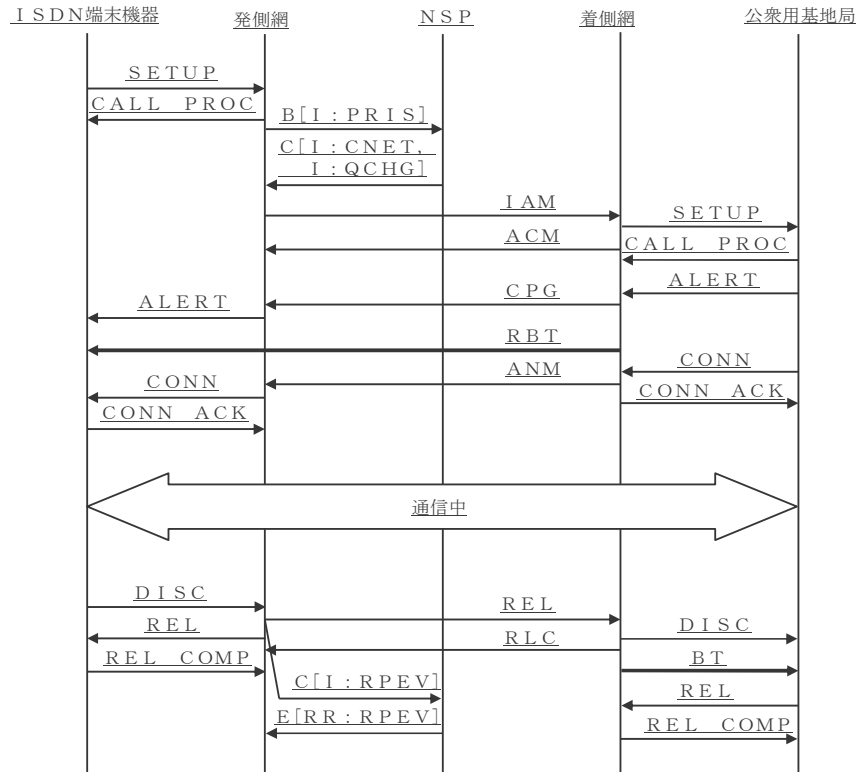 ISDN端末機器 発側網 NSP 着側網 公衆用基地局
SETUP
CALL PROC
B[I:PRIS]
C[I:CNET,
I:QCHG]
IAM
SETUP
ACM
CALL PROC
ALERT
CPG
ALERT
RBT
CONN
ANM
CONN
CONN ACK
CONN ACK
通信中
DISC
REL
REL
DISC
RLC
REL COMP
BT
C[I:RPEV]
REL
E[RR:RPEV]
REL COMP